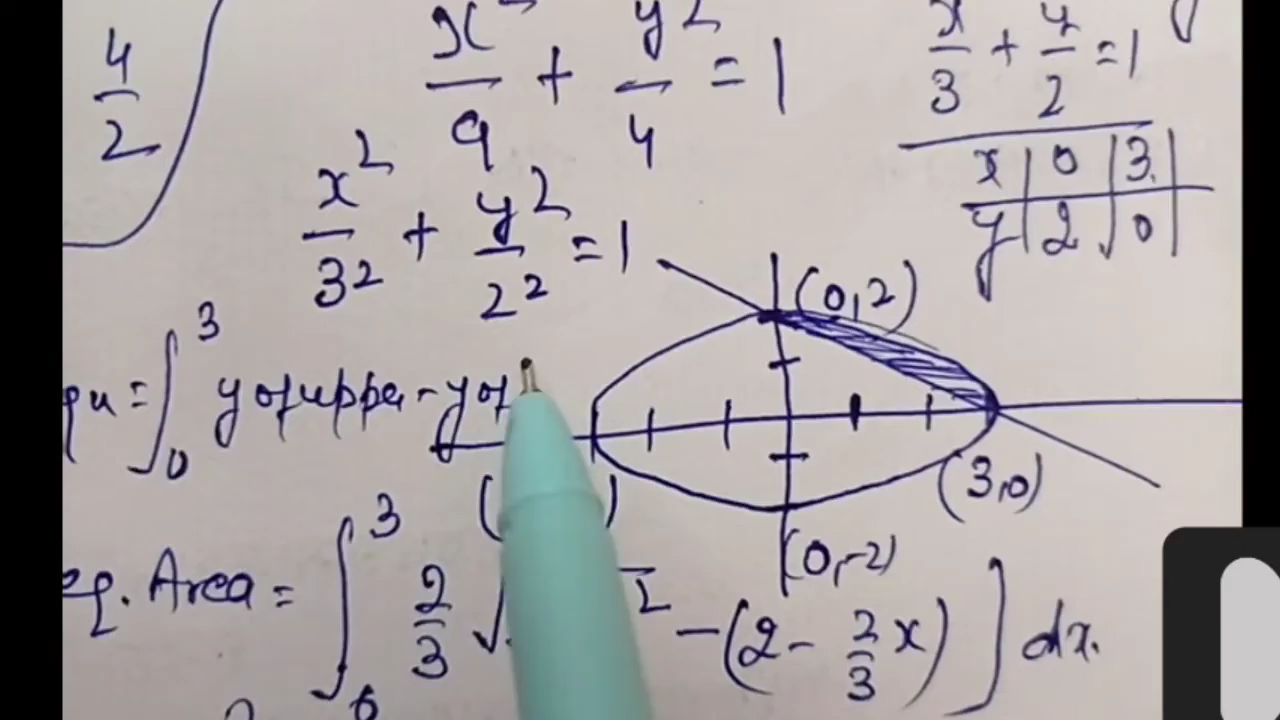 4/2
x²/9 + y²/4 = 1
x/3 + y/2 = 1
x | 0 | 3
y | 2 | 0
x²/3² + y²/2² = 1
(0,2)
= ∫₀³ y of upper - y of
(3,0)
(0,-2)
eq. Area = ∫₀³ 2/3 √ - (2 - 2/3 x) ] dx.